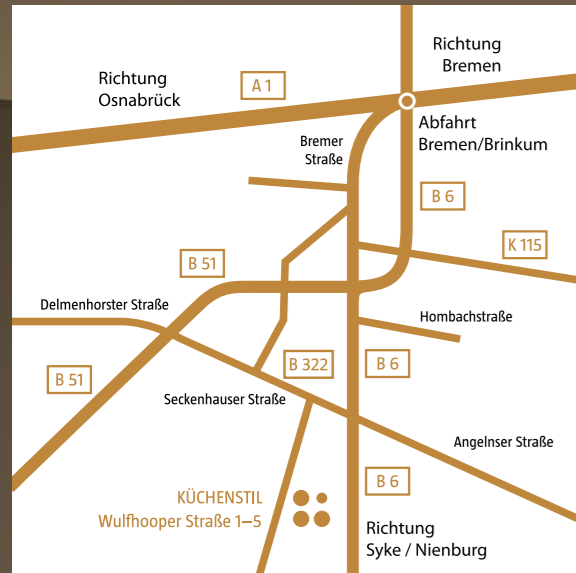 Richtung
Bremen
Richtung
Osnabrück
A 1
Abfahrt
Bremen/Brinkum
Bremer
Straße
B 6
K 115
B 51
Delmenhorster Straße
Hombachstraße
B 322
B 6
B 51
Seckenhauser Straße
Angelnser Straße
B 6
KÜCHENSTIL
Wulfhooper Straße 1–5
Richtung
Syke / Nienburg